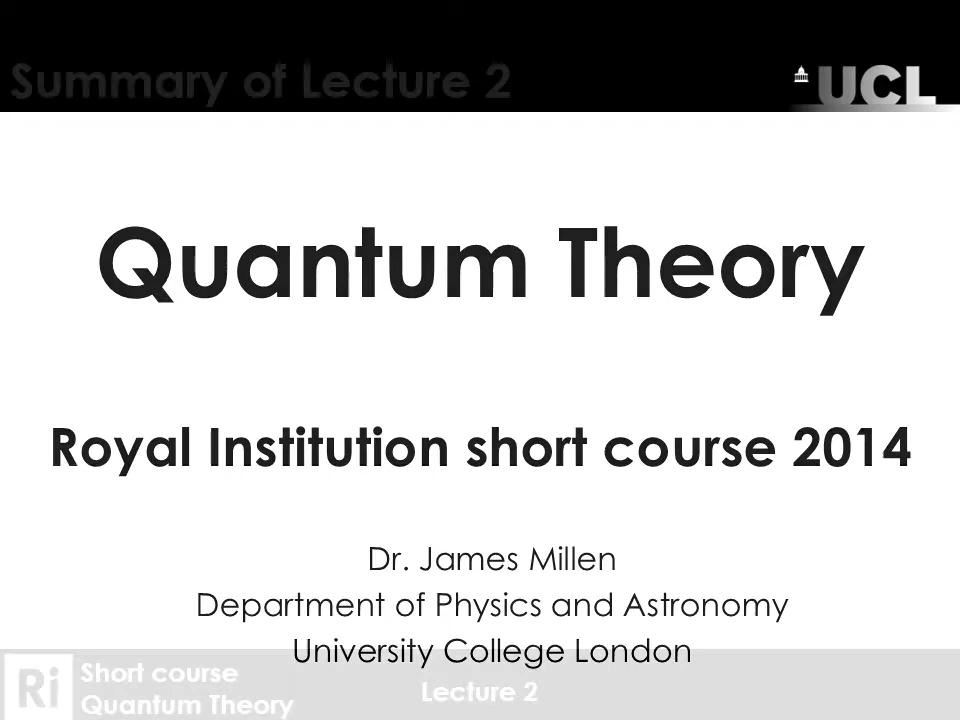 Summary of Lecture 2
UCL
Quantum Theory
Royal Institution short course 2014
Dr. James Millen
Department of Physics and Astronomy
University College London
Ri
Short course
Quantum Theory
Lecture 2